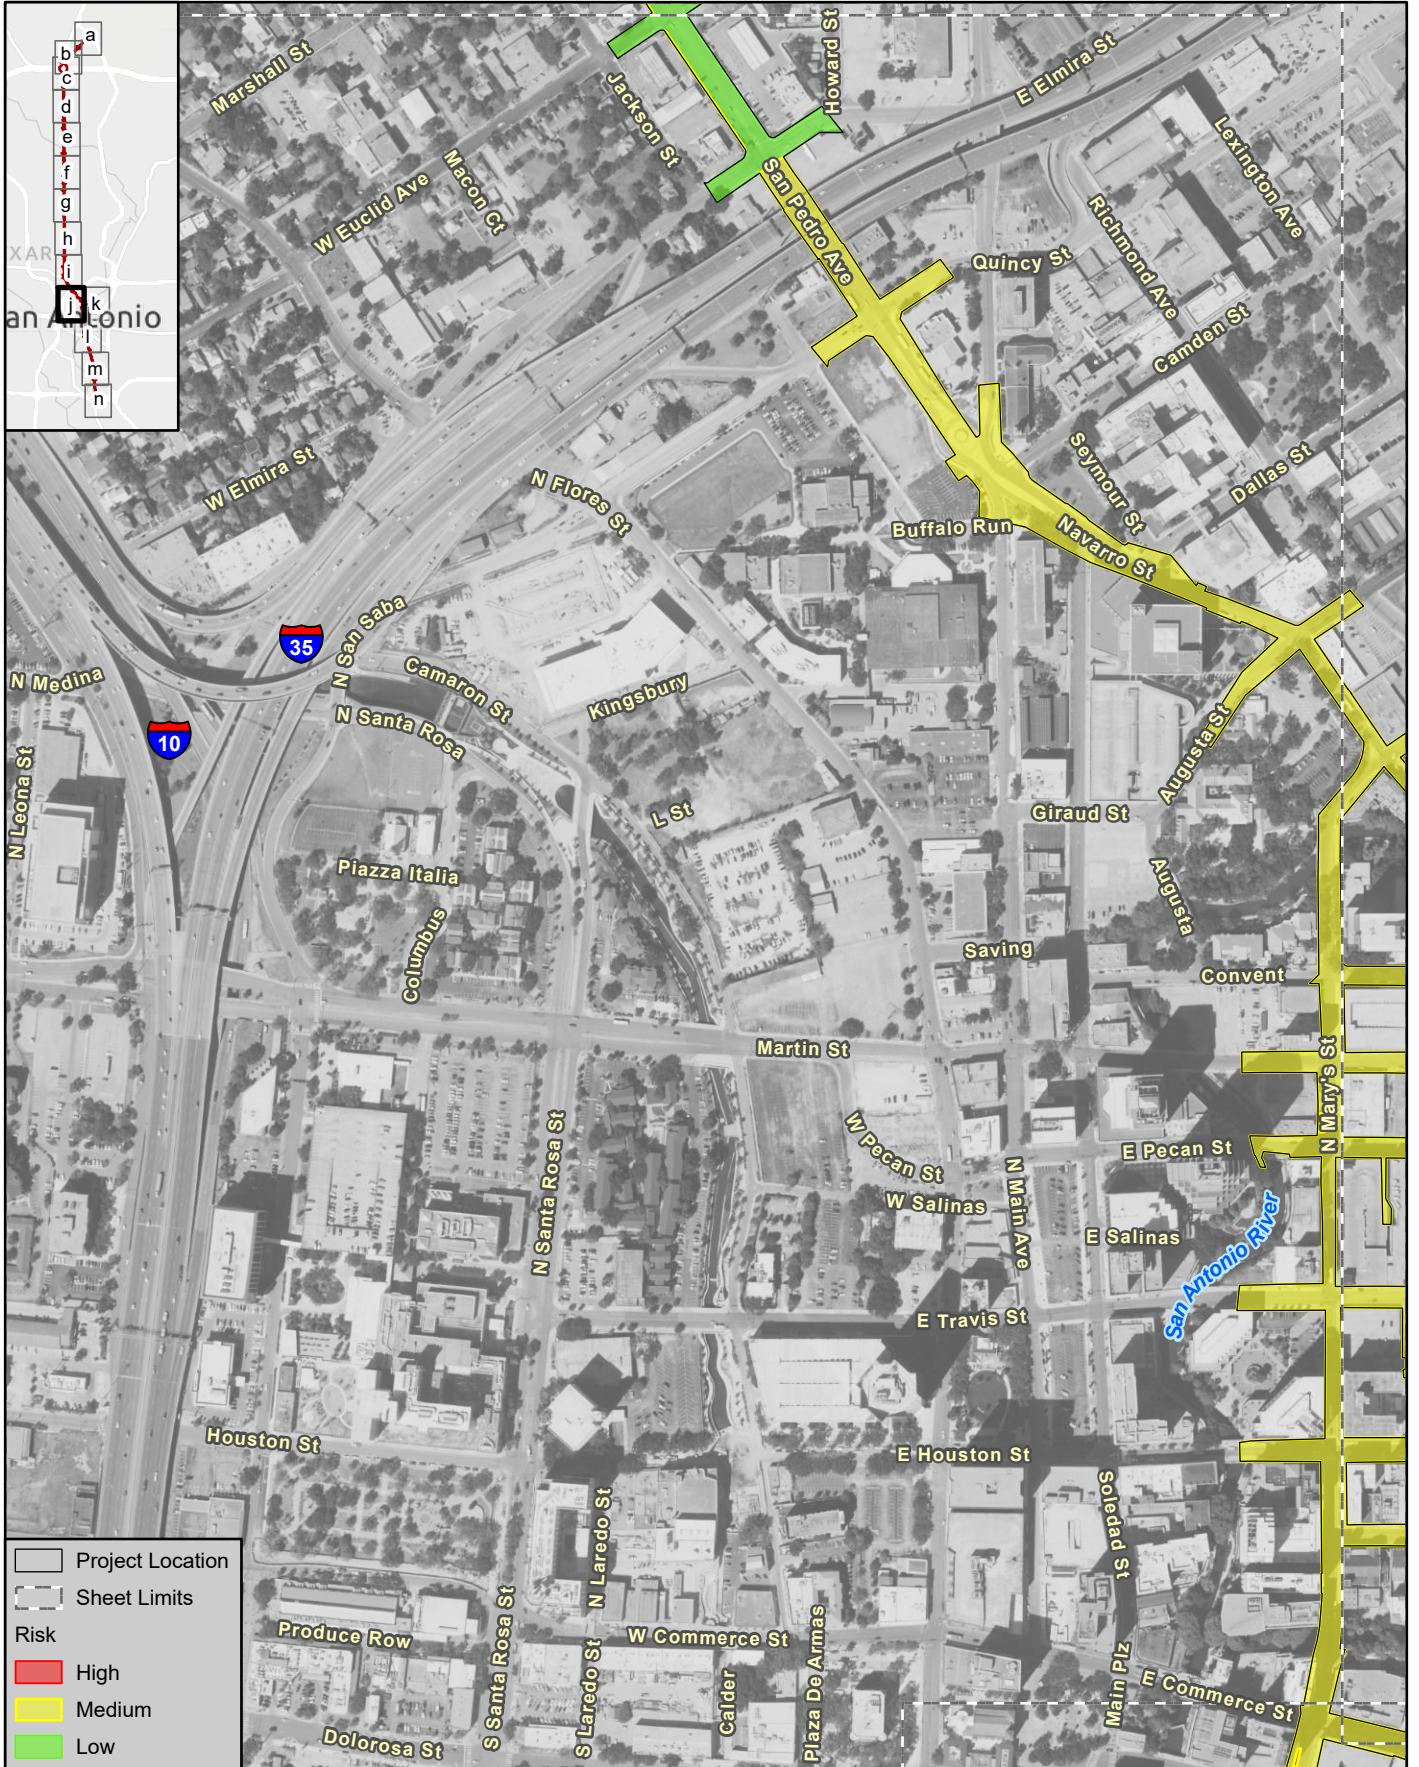 a
b
c
d
e
f
g
h
XAR
i
j
k
an Antonio
l
m
n
Marshall St
Jackson St
Howard St
E Elmira St
Lexington Ave
Macon Ct
W Euclid Ave
San Pedro Ave
Richmond Ave
Quincy St
Camden St
W Elmira St
N Flores St
Seymour St
Dallas St
Buffalo Run
Navarro St
35
N San Saba
N Medina
Camaron St
Kingsbury
N Santa Rosa
10
Augusta St
N Leona St
L St
Giraud St
Piazza Italia
Augusta
Columbus
Saving
Convent
Martin St
N Mary's St
W Pecan St
E Pecan St
N Santa Rosa St
W Salinas
N Main Ave
E Salinas
San Antonio River
E Travis St
Houston St
E Houston St
N Laredo St
Soledad St
Produce Row
S Santa Rosa St
W Commerce St
S Laredo St
Calder
Plaza De Armas
Main Plz
E Commerce St
Dolorosa St
Project Location
Sheet Limits
Risk
High
Medium
Low